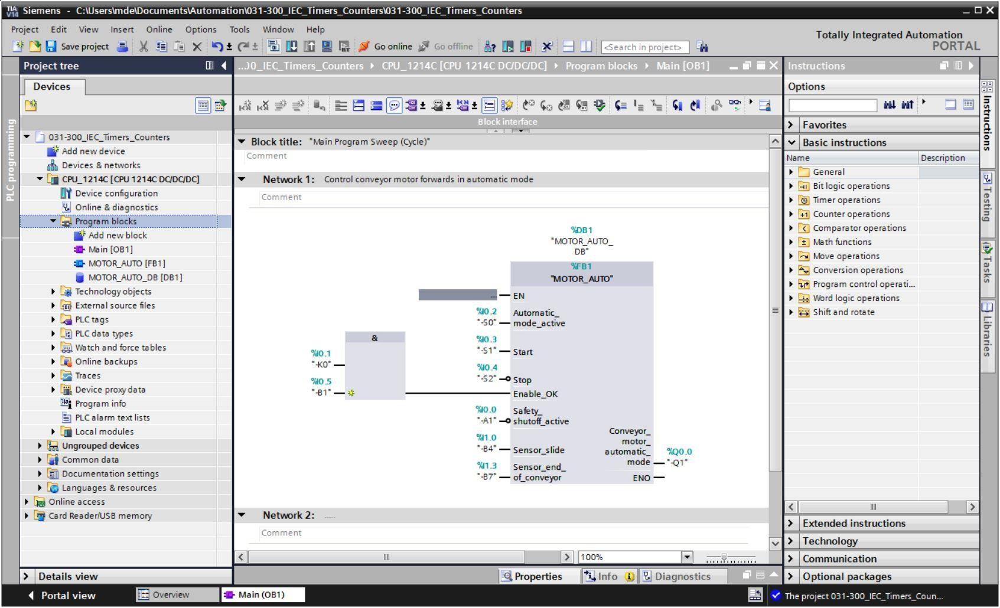 TIA V14 Siemens - C:\Users\mde\Documents\Automation\031-300_IEC_Timers_Counters\031-300_IEC_Timers_Counters
Project Edit View Insert Online Options Tools Window Help
Totally Integrated Automation
PORTAL
Save project Go online Go offline <Search in project>
Project tree
Devices
PLC programming
031-300_IEC_Timers_Counters
Add new device
Devices & networks
CPU_1214C [CPU 1214C DC/DC/DC]
Device configuration
Online & diagnostics
Program blocks
Add new block
Main [OB1]
MOTOR_AUTO [FB1]
MOTOR_AUTO_DB [DB1]
Technology objects
External source files
PLC tags
PLC data types
Watch and force tables
Online backups
Traces
Device proxy data
Program info
PLC alarm text lists
Local modules
Ungrouped devices
Common data
Documentation settings
Languages & resources
Online access
Card Reader/USB memory
Details view
...00_IEC_Timers_Counters CPU_1214C [CPU 1214C DC/DC/DC] Program blocks Main [OB1]
Block interface
Block title: "Main Program Sweep (Cycle)"
Comment
Network 1: Control conveyor motor forwards in automatic mode
Comment
%DB1
"MOTOR_AUTO_
DB"
%FB1
"MOTOR_AUTO"
... EN
%I0.2
"-S0"
Automatic_
mode_active
%I0.3
"-S1" Start
%I0.4
"-S2" Stop
&
%I0.1
"-K0"
%I0.5
"-B1"
Enable_OK
%I0.0
"-A1"
Safety_
shutoff_active
%I1.0
"-B4" Sensor_slide
%I1.3
"-B7"
Sensor_end_
of_conveyor
Conveyor_
motor_
automatic_
mode
%Q0.0
"-Q1"
ENO
Network 2: .....
Comment
100%
Properties Info Diagnostics
Instructions
Options
Favorites
Basic instructions
Name Description
General
Bit logic operations
Timer operations
Counter operations
Comparator operations
Math functions
Move operations
Conversion operations
Program control operati...
Word logic operations
Shift and rotate
Extended instructions
Technology
Communication
Optional packages
Instructions
Testing
Tasks
Libraries
Portal view Overview Main (OB1) The project 031-300_IEC_Timers_Coun...